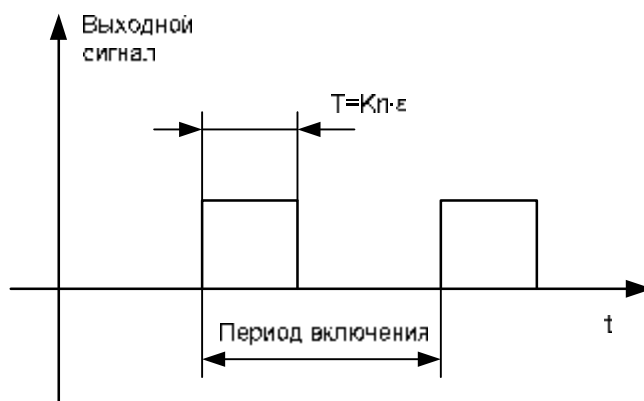 Выходной
сигнал
T=Kп·ε
Период включения
t